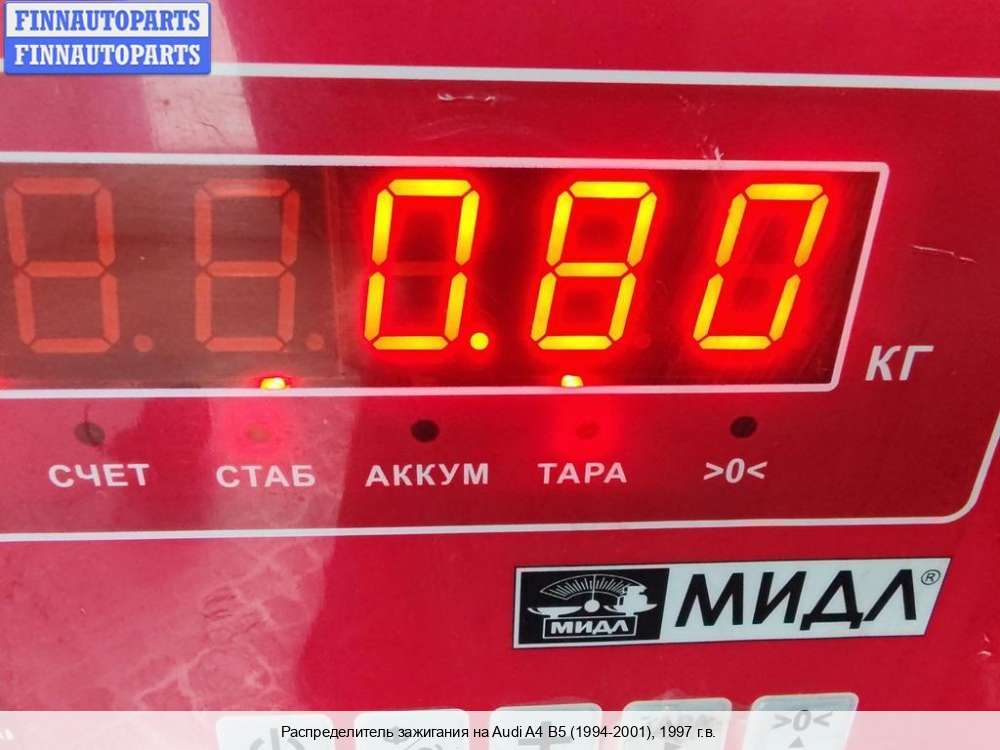 FINNAUTOPARTS
FINNAUTOPARTS
0.80
КГ
СЧЕТ СТАБ АККУМ ТАРА >0<
МИДЛ МИДЛ®
>0<
Распределитель зажигания на Audi A4 B5 (1994-2001), 1997 г.в.